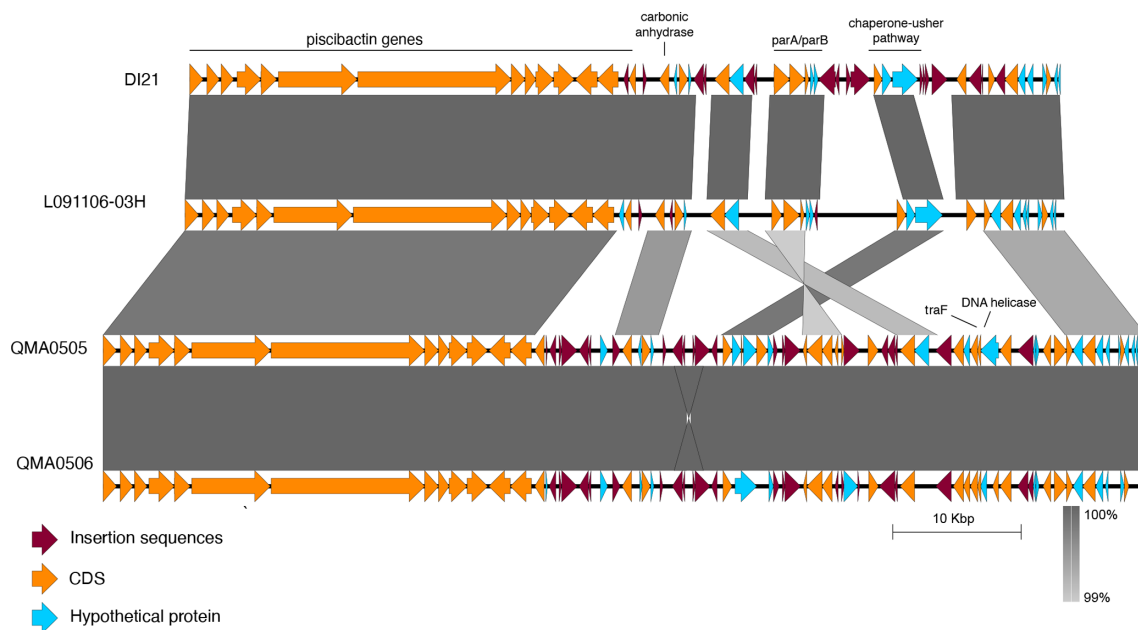 carbonic
anhydrase
chaperone-usher
pathway
piscibactin genes
parA/parB
DI21
L091106-03H
traF
DNA helicase
QMA0505
QMA0506
10 Kbp
100%
99%
Insertion sequences
CDS
Hypothetical protein